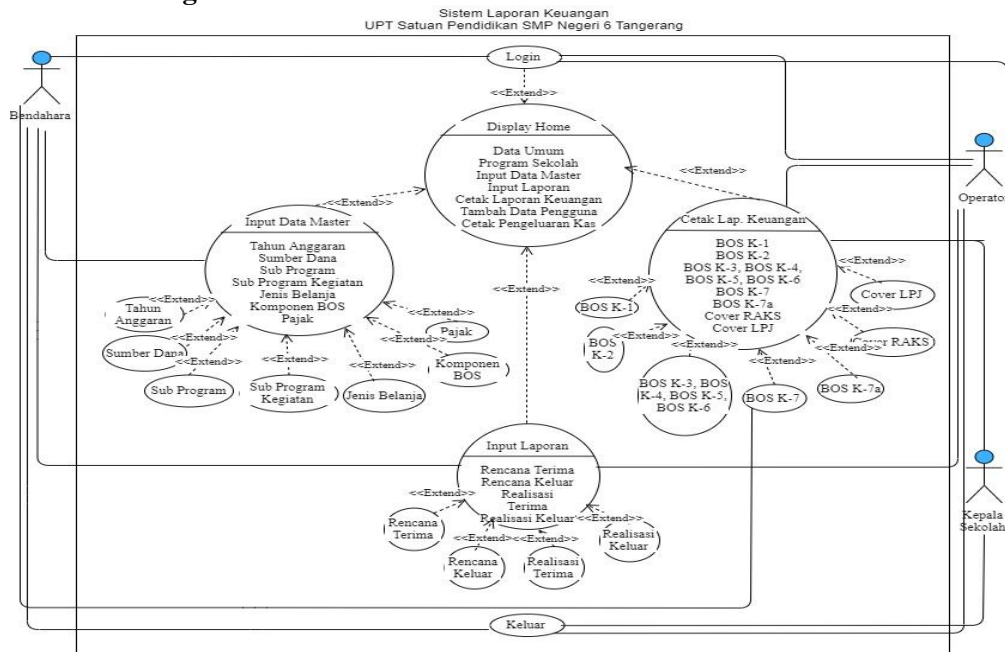 Sistem Laporan Keuangan
UPT Satuan Pendidikan SMP Negeri 6 Tangerang
Login
Bendahara
<<Extend>>
Display Home
Data Umum
Program Sekolah
Input Data Master
Input Laporan
Cetak Laporan Keuangan
Tambah Data Pengguna
Cetak Pengeluaran Kas
<<Extend>>
<<Extend>>
<<Extend>>
Operator
Input Data Master
Tahun Anggaran
Sumber Dana
Sub Program
Sub Program Kegiatan
Jenis Belanja
Komponen BOS
Pajak
<<Extend>>
<<Extend>>
<<Extend>>
<<Extend>>
<<Extend>>
<<Extend>>
<<Extend>>
Tahun
Anggaran
Sumber Dana
Sub Program
Sub Program
Kegiatan
Jenis Belanja
Komponen
BOS
Pajak
Cetak Lap. Keuangan
BOS K-1
BOS K-2
BOS K-3, BOS K-4,
BOS K-5, BOS K-6
BOS K-7
BOS K-7a
Cover RAKS
Cover LPJ
<<Extend>>
<<Extend>>
<<Extend>>
<<Extend>>
<<Extend>>
<<Extend>>
<<Extend>>
BOS K-1
BOS
K-2
BOS K-3, BOS
K-4, BOS K-5,
BOS K-6
BOS K-7
BOS K-7a
Cover RAKS
Cover LPJ
Input Laporan
Rencana Terima
Rencana Keluar
Realisasi
Terima
Realisasi Keluar
<<Extend>>
<<Extend>>
<<Extend>>
<<Extend>>
Rencana
Terima
Rencana
Keluar
Realisasi
Terima
Realisasi
Keluar
Kepala
Sekolah
Keluar